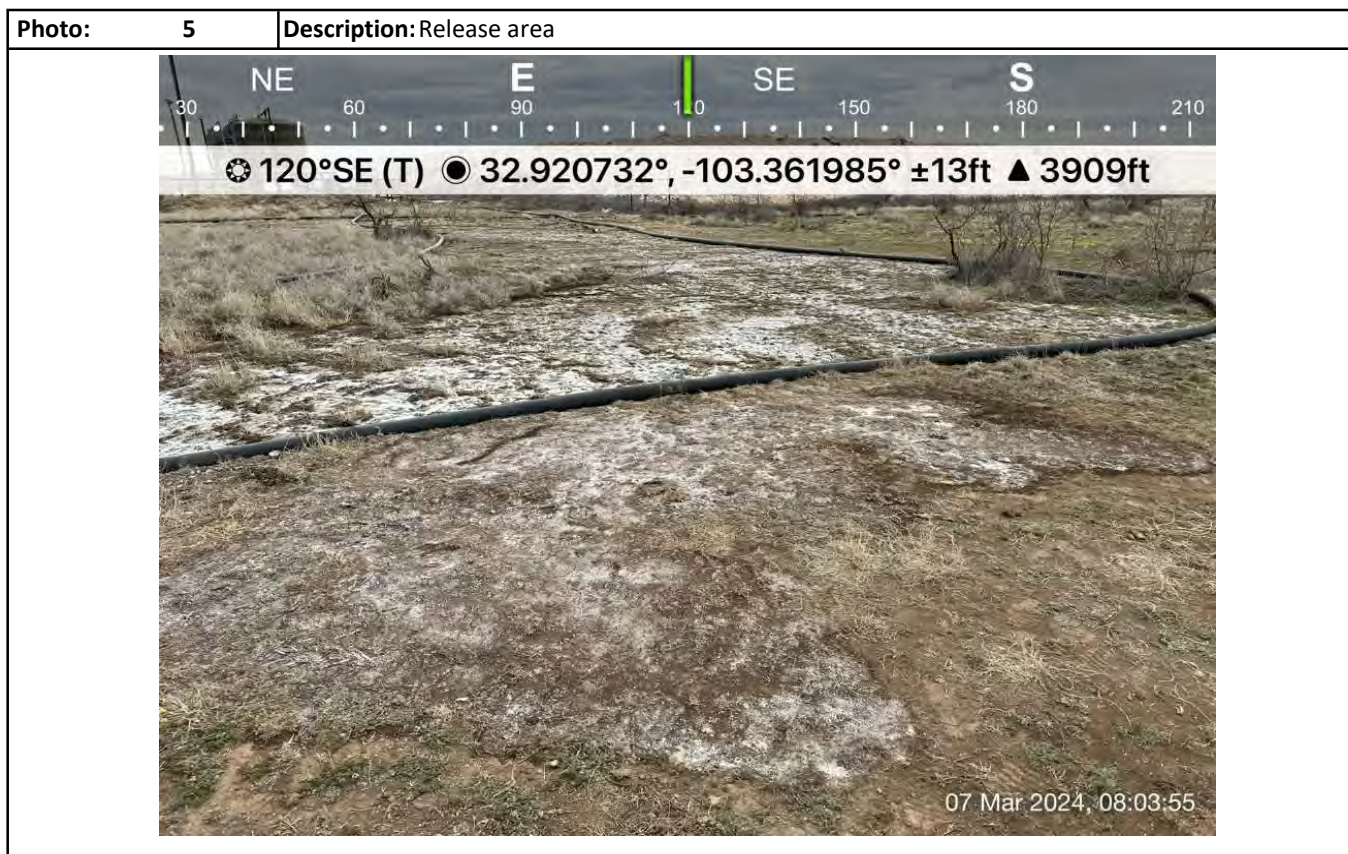 Photo: 5 Description: Release area
NE E SE S
30 60 90 120 150 180 210
120°SE (T) 32.920732°, -103.361985° ±13ft ▲ 3909ft
07 Mar 2024, 08:03:55